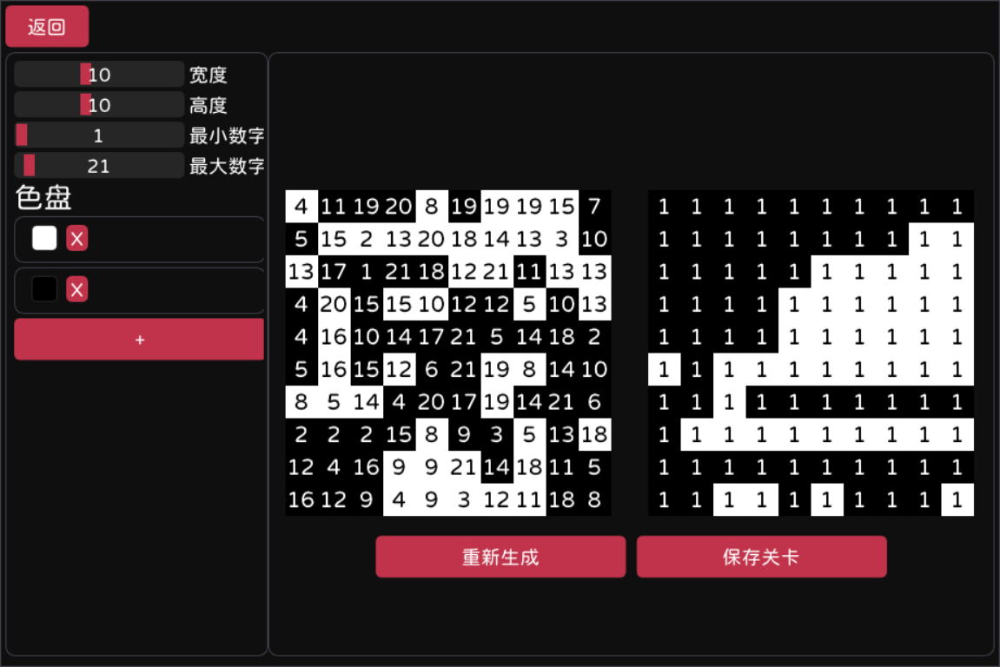 返回
10 宽度
10 高度
1 最小数字
21 最大数字
色盘
X
X
+
4 11 19 20 8 19 19 19 15 7
5 15 2 13 20 18 14 13 3 10
13 17 1 21 18 12 21 11 13 13
4 20 15 15 10 12 12 5 10 13
4 16 10 14 17 21 5 14 18 2
5 16 15 12 6 21 19 8 14 10
8 5 14 4 20 17 19 14 21 6
2 2 2 15 8 9 3 5 13 18
12 4 16 9 9 21 14 18 11 5
16 12 9 4 9 3 12 11 18 8
1 1 1 1 1 1 1 1 1 1
1 1 1 1 1 1 1 1 1 1
1 1 1 1 1 1 1 1 1 1
1 1 1 1 1 1 1 1 1 1
1 1 1 1 1 1 1 1 1 1
1 1 1 1 1 1 1 1 1 1
1 1 1 1 1 1 1 1 1 1
1 1 1 1 1 1 1 1 1 1
1 1 1 1 1 1 1 1 1 1
1 1 1 1 1 1 1 1 1 1
重新生成
保存关卡